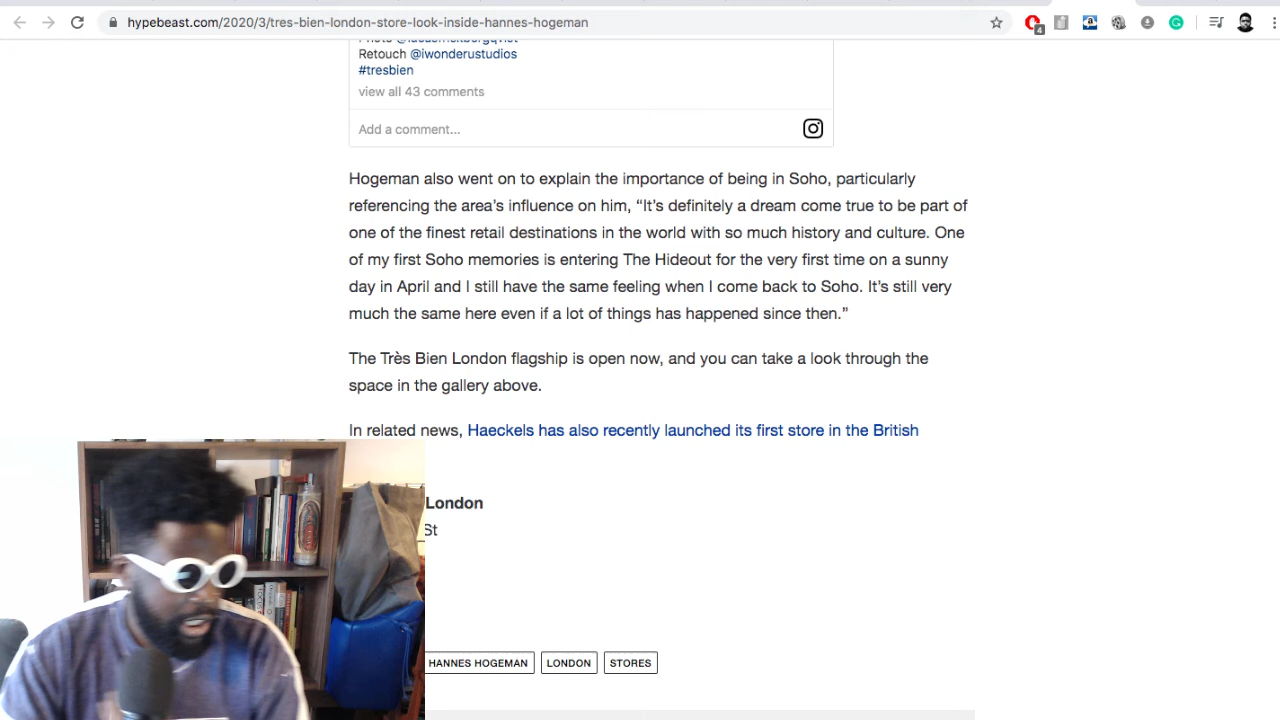 hypebeast.com/2020/3/tres-bien-london-store-look-inside-hannes-hogeman
4
Retouch @iwonderustudios
#tresbien
view all 43 comments
Add a comment...
Hogeman also went on to explain the importance of being in Soho, particularly
referencing the area’s influence on him, “It’s definitely a dream come true to be part of
one of the finest retail destinations in the world with so much history and culture. One
of my first Soho memories is entering The Hideout for the very first time on a sunny
day in April and I still have the same feeling when I come back to Soho. It’s still very
much the same here even if a lot of things has happened since then.”
The Très Bien London flagship is open now, and you can take a look through the
space in the gallery above.
In related news, Haeckels has also recently launched its first store in the British
London
St
HANNES HOGEMAN
LONDON
STORES